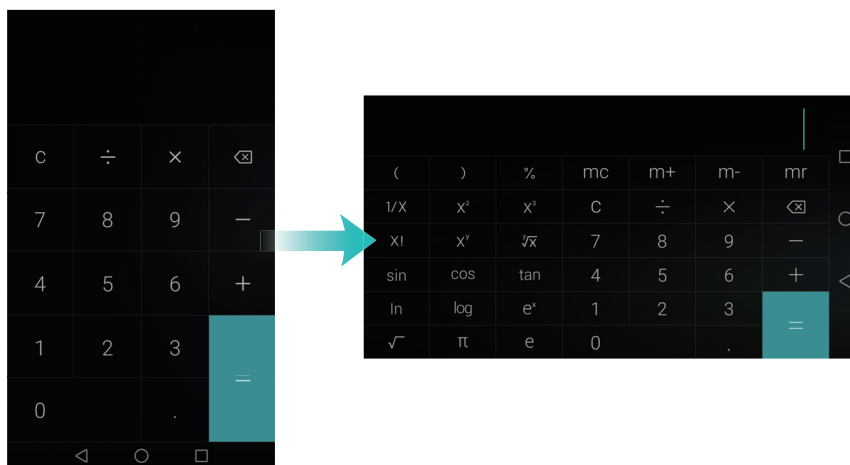 C ÷ ×
7 8 9 −
4 5 6 +
1 2 3 =
0 .
( ) % mc m+ m- mr
1/X X² X³ C ÷ ×
X! Xʸ ʸ√x 7 8 9 −
sin cos tan 4 5 6 +
ln log eˣ 1 2 3 =
√ π e 0 .